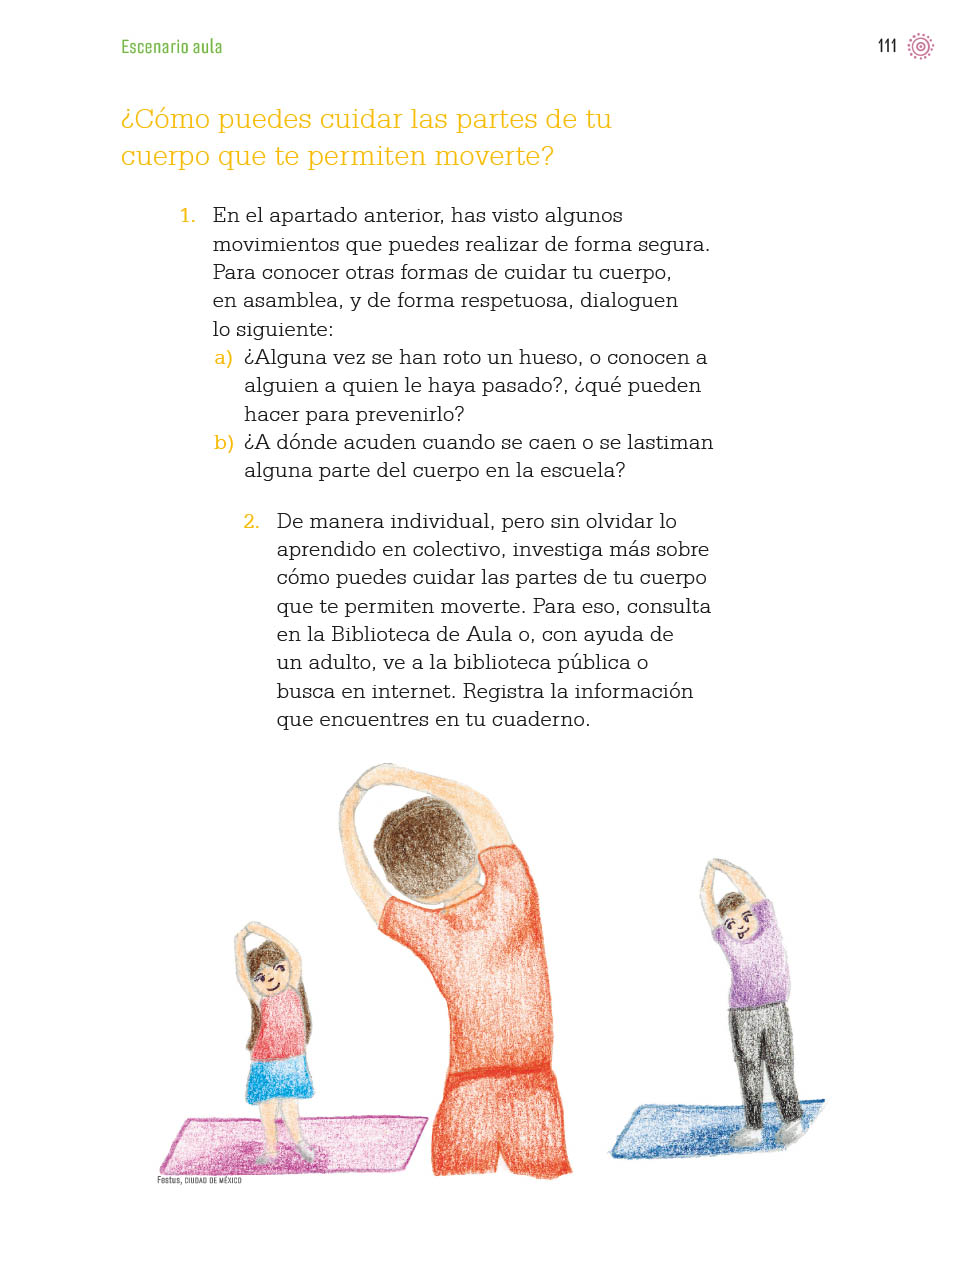 Escenario aula
111
¿Cómo puedes cuidar las partes de tu
cuerpo que te permiten moverte?
1. En el apartado anterior, has visto algunos
movimientos que puedes realizar de forma segura.
Para conocer otras formas de cuidar tu cuerpo,
en asamblea, y de forma respetuosa, dialoguen
lo siguiente:
a) ¿Alguna vez se han roto un hueso, o conocen a
alguien a quien le haya pasado?, ¿qué pueden
hacer para prevenirlo?
b) ¿A dónde acuden cuando se caen o se lastiman
alguna parte del cuerpo en la escuela?
2. De manera individual, pero sin olvidar lo
aprendido en colectivo, investiga más sobre
cómo puedes cuidar las partes de tu cuerpo
que te permiten moverte. Para eso, consulta
en la Biblioteca de Aula o, con ayuda de
un adulto, ve a la biblioteca pública o
busca en internet. Registra la información
que encuentres en tu cuaderno.
Festus, CIUDAD DE MÉXICO